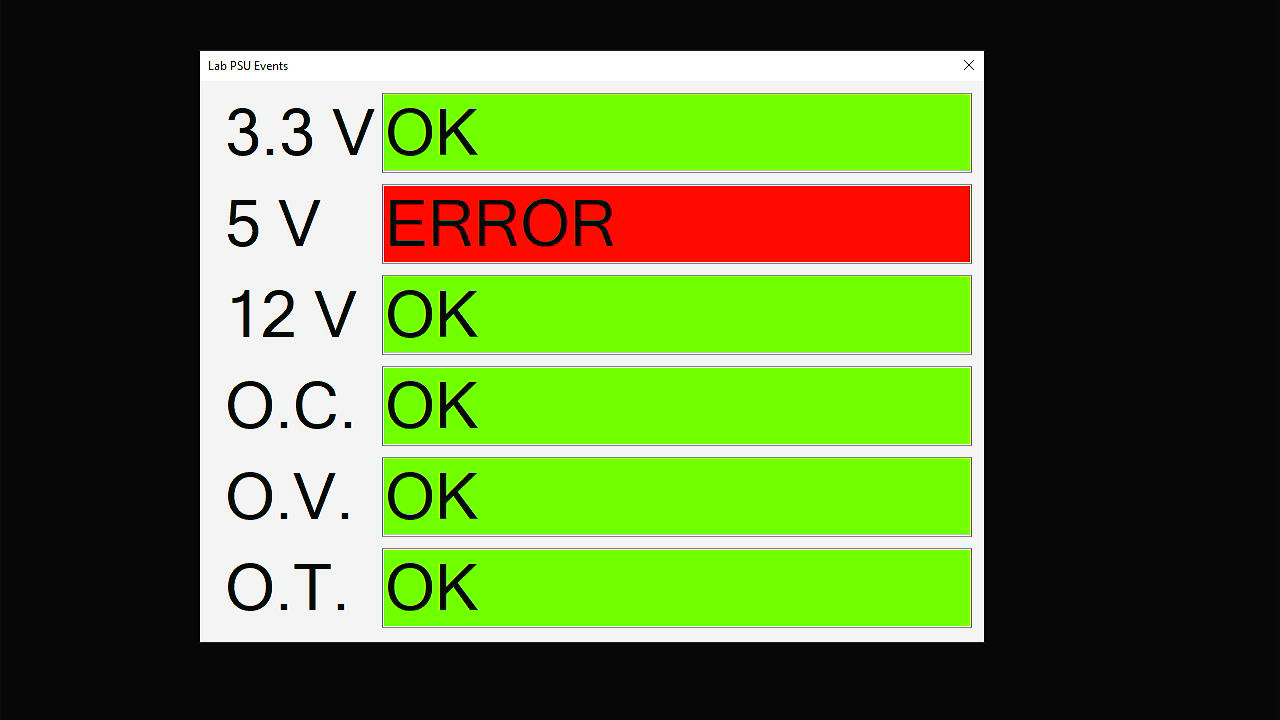 Lab PSU Events
3.3 V OK
5 V ERROR
12 V OK
O.C. OK
O.V. OK
O.T. OK